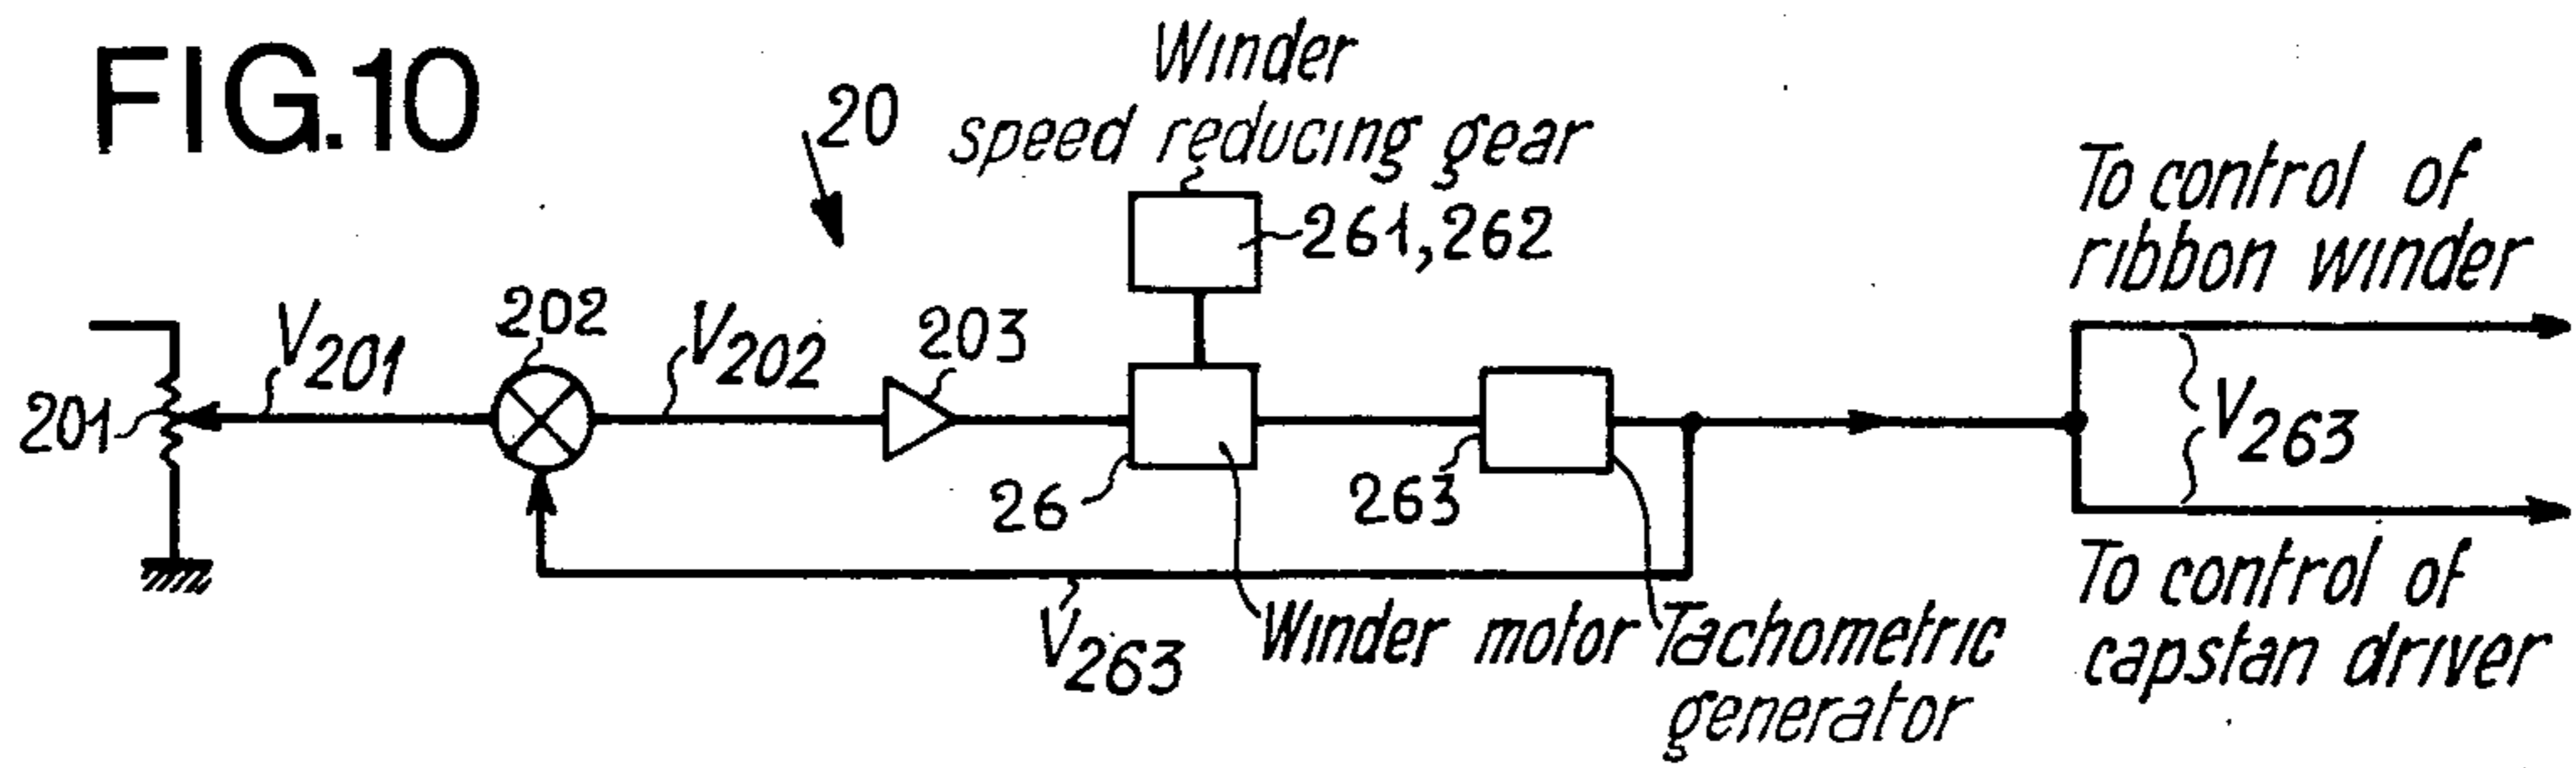 FIG.10
Winder
speed reducing gear
20
261,262
To control of
ribbon winder
V201
202
V202
203
201
26
263
V263
V263
Winder motor
Tachometric
generator
To control of
capstan driver